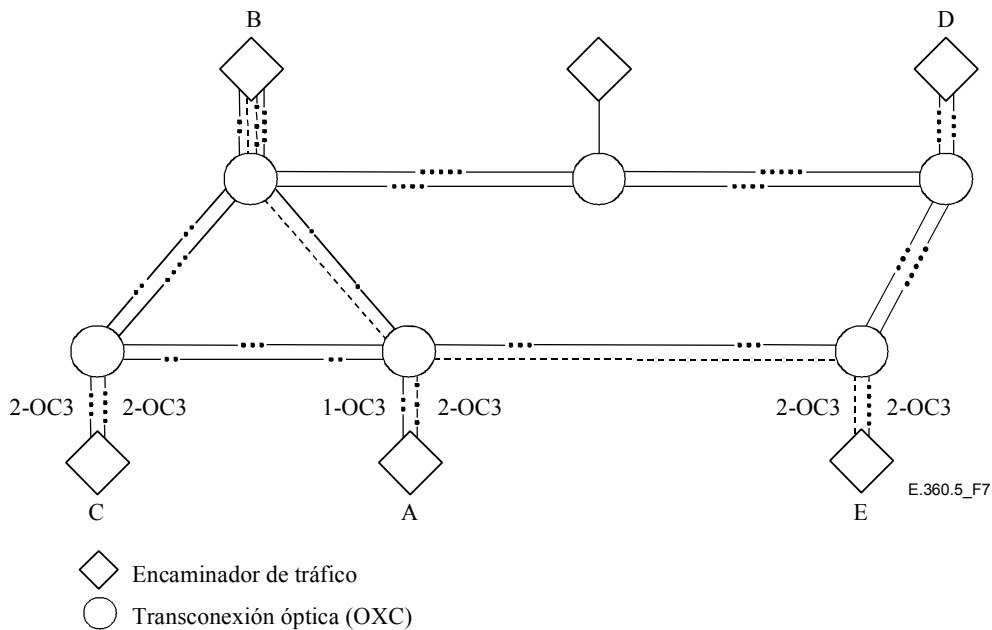 B
D
2-OC3 2-OC3 1-OC3 2-OC3 2-OC3 2-OC3
E.360.5_F7
C A E
Encaminador de tráfico
Transconexión óptica (OXC)